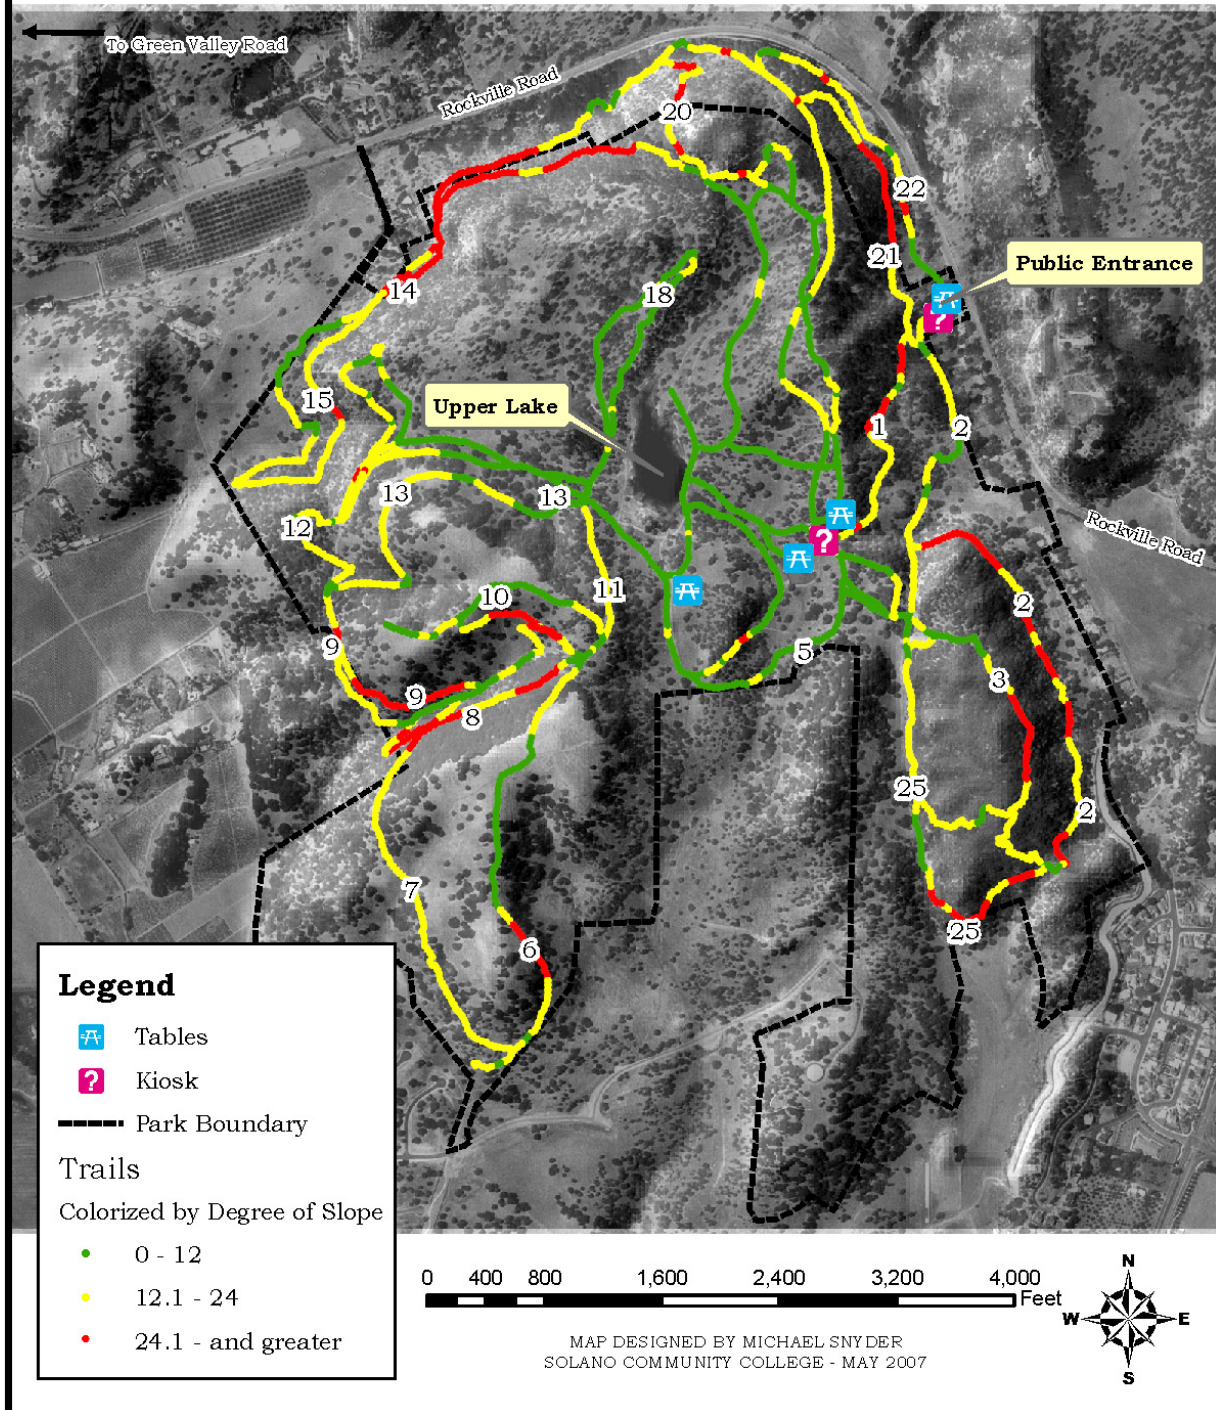 To Green Valley Road
Rockville Road
20
22
21
Public Entrance
14
18
15
Upper Lake
1
2
13
13
12
Rockville Road
11
10
2
9
5
3
9
8
25
2
7
25
6
Legend
Tables
Kiosk
Park Boundary
Trails
Colorized by Degree of Slope
0 - 12
12.1 - 24
24.1 - and greater
0 400 800 1,600 2,400 3,200 4,000
Feet
MAP DESIGNED BY MICHAEL SNYDER
SOLANO COMMUNITY COLLEGE - MAY 2007
N
W E
S
?
?
?